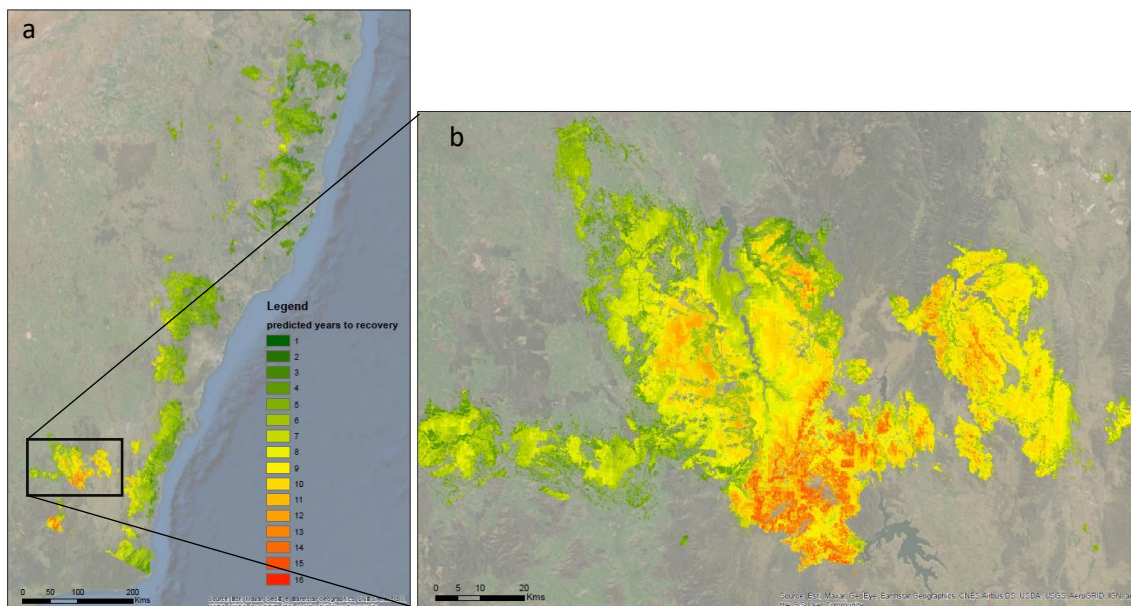 a
b
Legend
predicted years to recovery
1
2
3
4
5
6
7
8
9
10
11
12
13
14
15
16
0 50 100 200
Kms
0 5 10 20
Kms
Source: Esri, Maxar, GeoEye, Earthstar Geographics, CNES/Airbus DS, USDA, USGS, AeroGRID, IGN, and
the GIS User Community